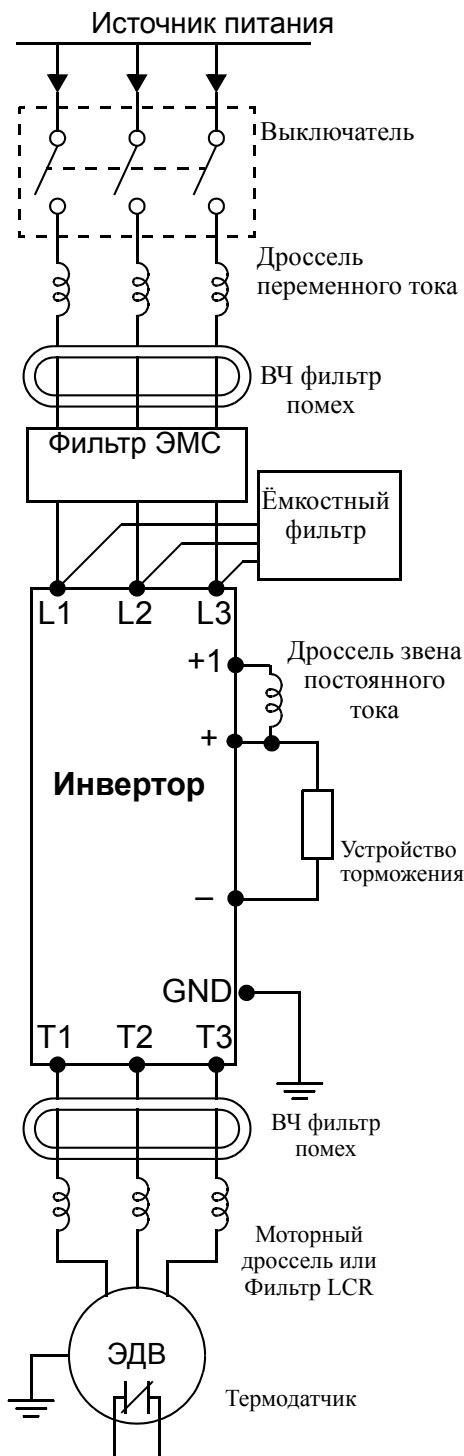 Источник питания
Выключатель
Дроссель
переменного тока
ВЧ фильтр
помех
Фильтр ЭМС
Ёмкостный
фильтр
L1 L2 L3
+1
Дроссель звена
постоянного
тока
+
Инвертор
Устройство
торможения
–
GND
T1 T2 T3
ВЧ фильтр
помех
Моторный
дроссель или
Фильтр LCR
ЭДВ
Термодатчик